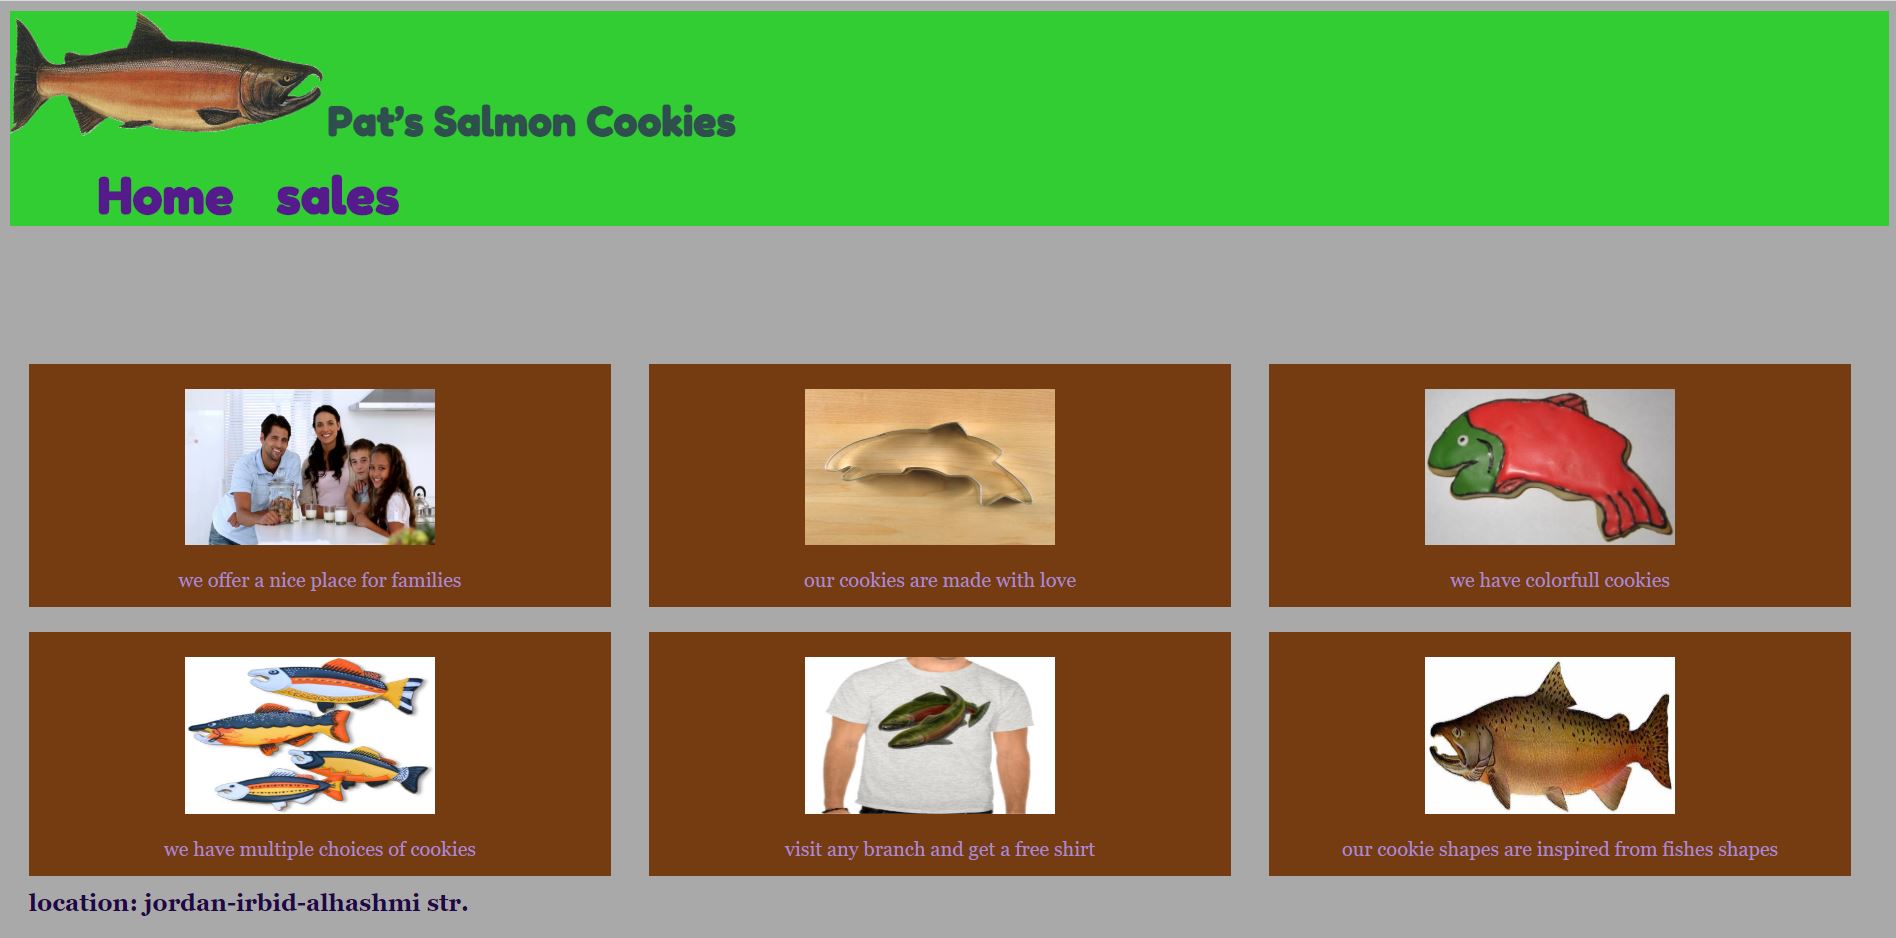 Pat’s Salmon Cookies
Home sales
we offer a nice place for families
our cookies are made with love
we have colorfull cookies
we have multiple choices of cookies
visit any branch and get a free shirt
our cookie shapes are inspired from fishes shapes
location: jordan-irbid-alhashmi str.